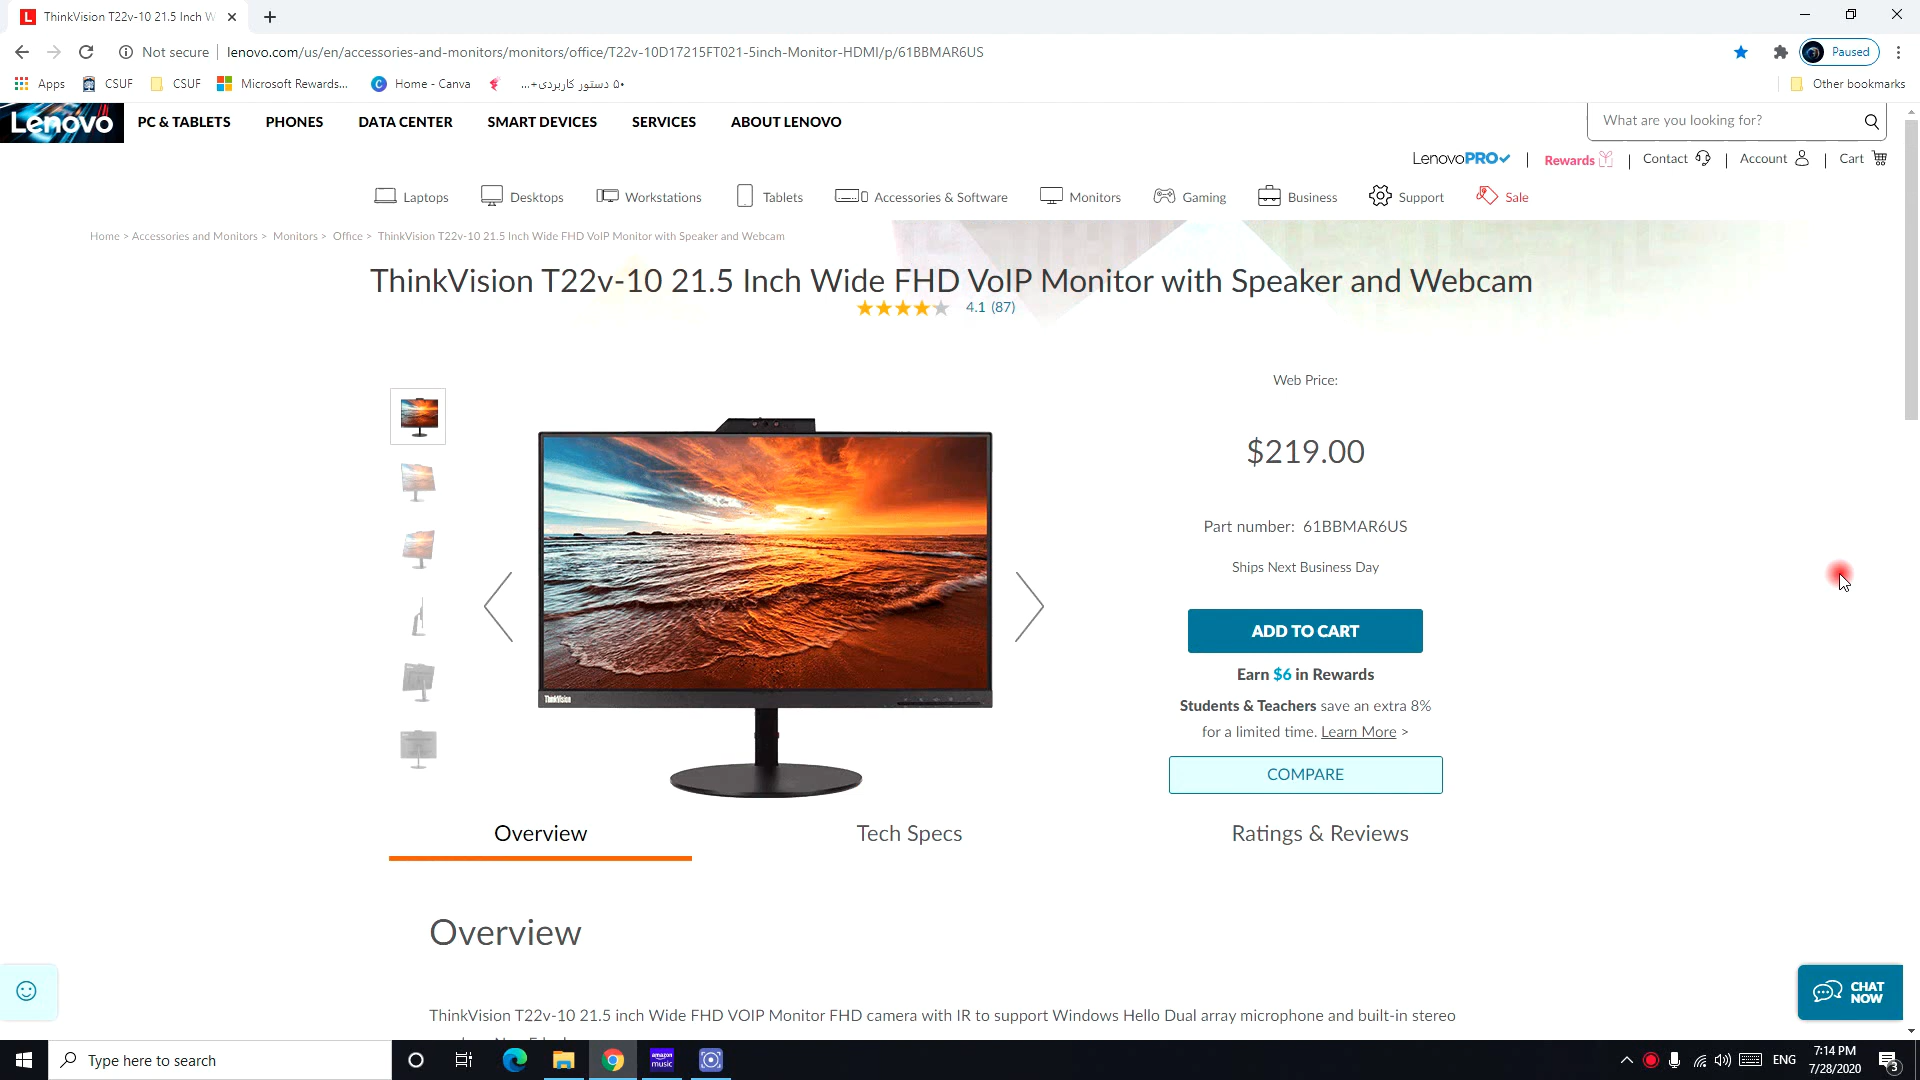 ThinkVision T22v-10 21.5 Inch W
Not secure
lenovo.com/us/en/accessories-and-monitors/monitors/office/T22v-10D17215FT021-5inch-Monitor-HDMI/p/61BBMAR6US
Paused
Apps
CSUF
CSUF
Microsoft Rewards...
Home - Canva
۵۰ دستور کاربردی+...
Other bookmarks
Lenovo
PC & TABLETS
PHONES
DATA CENTER
SMART DEVICES
SERVICES
ABOUT LENOVO
What are you looking for?
LenovoPRO
Rewards
Contact
Account
Cart
Laptops
Desktops
Workstations
Tablets
Accessories & Software
Monitors
Gaming
Business
Support
Sale
Home > Accessories and Monitors > Monitors > Office > ThinkVision T22v-10 21.5 Inch Wide FHD VoIP Monitor with Speaker and Webcam
ThinkVision T22v-10 21.5 Inch Wide FHD VoIP Monitor with Speaker and Webcam
4.1 (87)
Web Price:
$219.00
Part number: 61BBMAR6US
Ships Next Business Day
ADD TO CART
Earn $6 in Rewards
Students & Teachers save an extra 8%
for a limited time. Learn More >
COMPARE
ThinkVision
Overview
Tech Specs
Ratings & Reviews
Overview
ThinkVision T22v-10 21.5 inch Wide FHD VOIP Monitor FHD camera with IR to support Windows Hello Dual array microphone and built-in stereo
CHAT
NOW
Type here to search
amazon
music
ENG
7:14 PM
7/28/2020
3